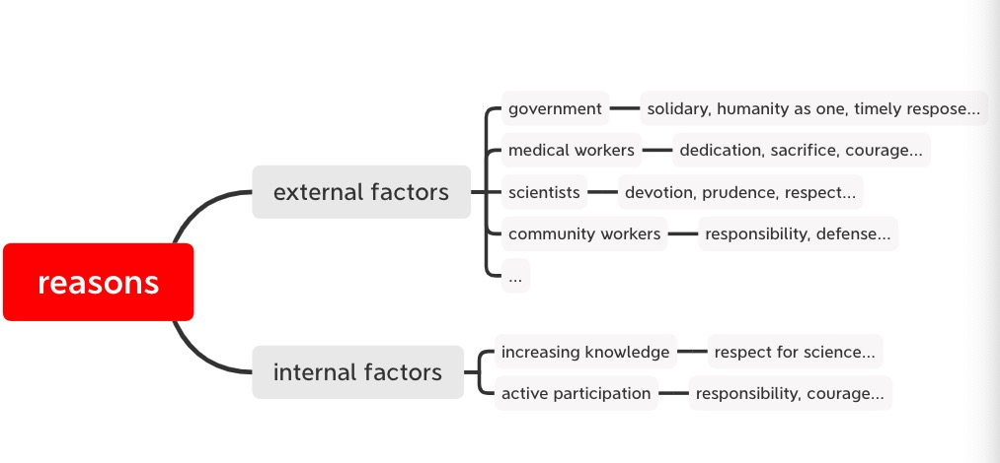 reasons
external factors
government
solidary, humanity as one, timely respose...
medical workers
dedication, sacrifice, courage...
scientists
devotion, prudence, respect...
community workers
responsibility, defense...
...
internal factors
increasing knowledge
respect for science...
active participation
responsibility, courage...